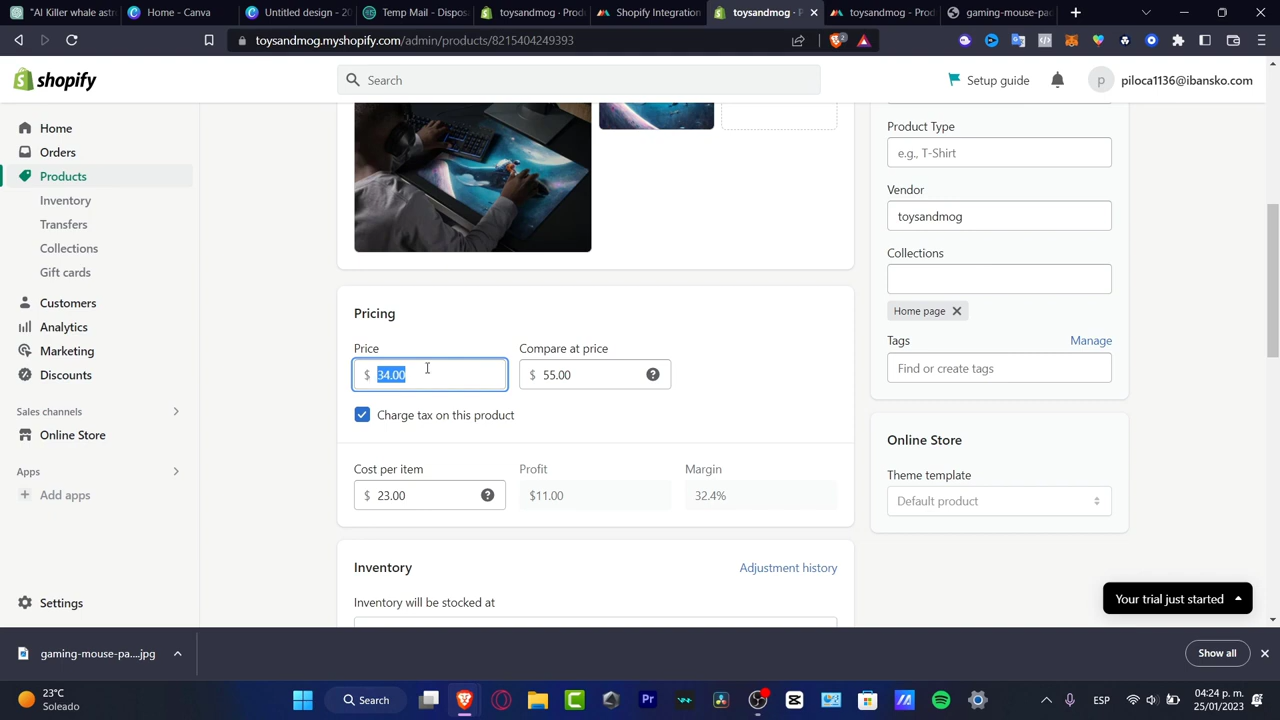 "AI Killer whale astr
Home - Canva
Untitled design - 20
Temp Mail - Dispos
toysandmog - Prod
Shopify Integration
toysandmog - P
toysandmog - Prod
gaming-mouse-pad
toysandmog.myshopify.com/admin/products/8215404249393
2
shopify
Search
Setup guide
p
piloca1136@ibansko.com
Home
Orders
Products
Inventory
Transfers
Collections
Gift cards
Customers
Analytics
Marketing
Discounts
Sales channels
Online Store
Apps
Add apps
Settings
Pricing
Price
Compare at price
$ 34.00
$ 55.00
Charge tax on this product
Cost per item
Profit
Margin
$ 23.00
$11.00
32.4%
Inventory
Adjustment history
Inventory will be stocked at
Product Type
e.g., T-Shirt
Vendor
toysandmog
Collections
Home page
Tags
Manage
Find or create tags
Online Store
Theme template
Default product
Your trial just started
gaming-mouse-pa....jpg
Show all
23°C
Soleado
Search
Pr
ESP
04:24 p. m.
25/01/2023